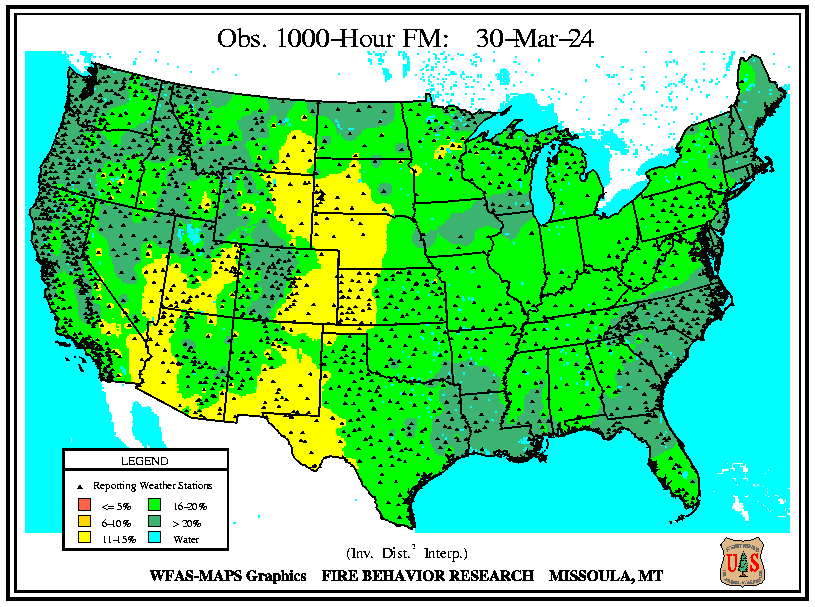 Obs. 1000-Hour FM: 30-Mar-24
LEGEND
Reporting Weather Stations
<= 5% 16-20%
6-10% > 20%
11-15% Water
(Inv. Dist.² Interp.)
WFAS-MAPS Graphics FIRE BEHAVIOR RESEARCH MISSOULA, MT
U S